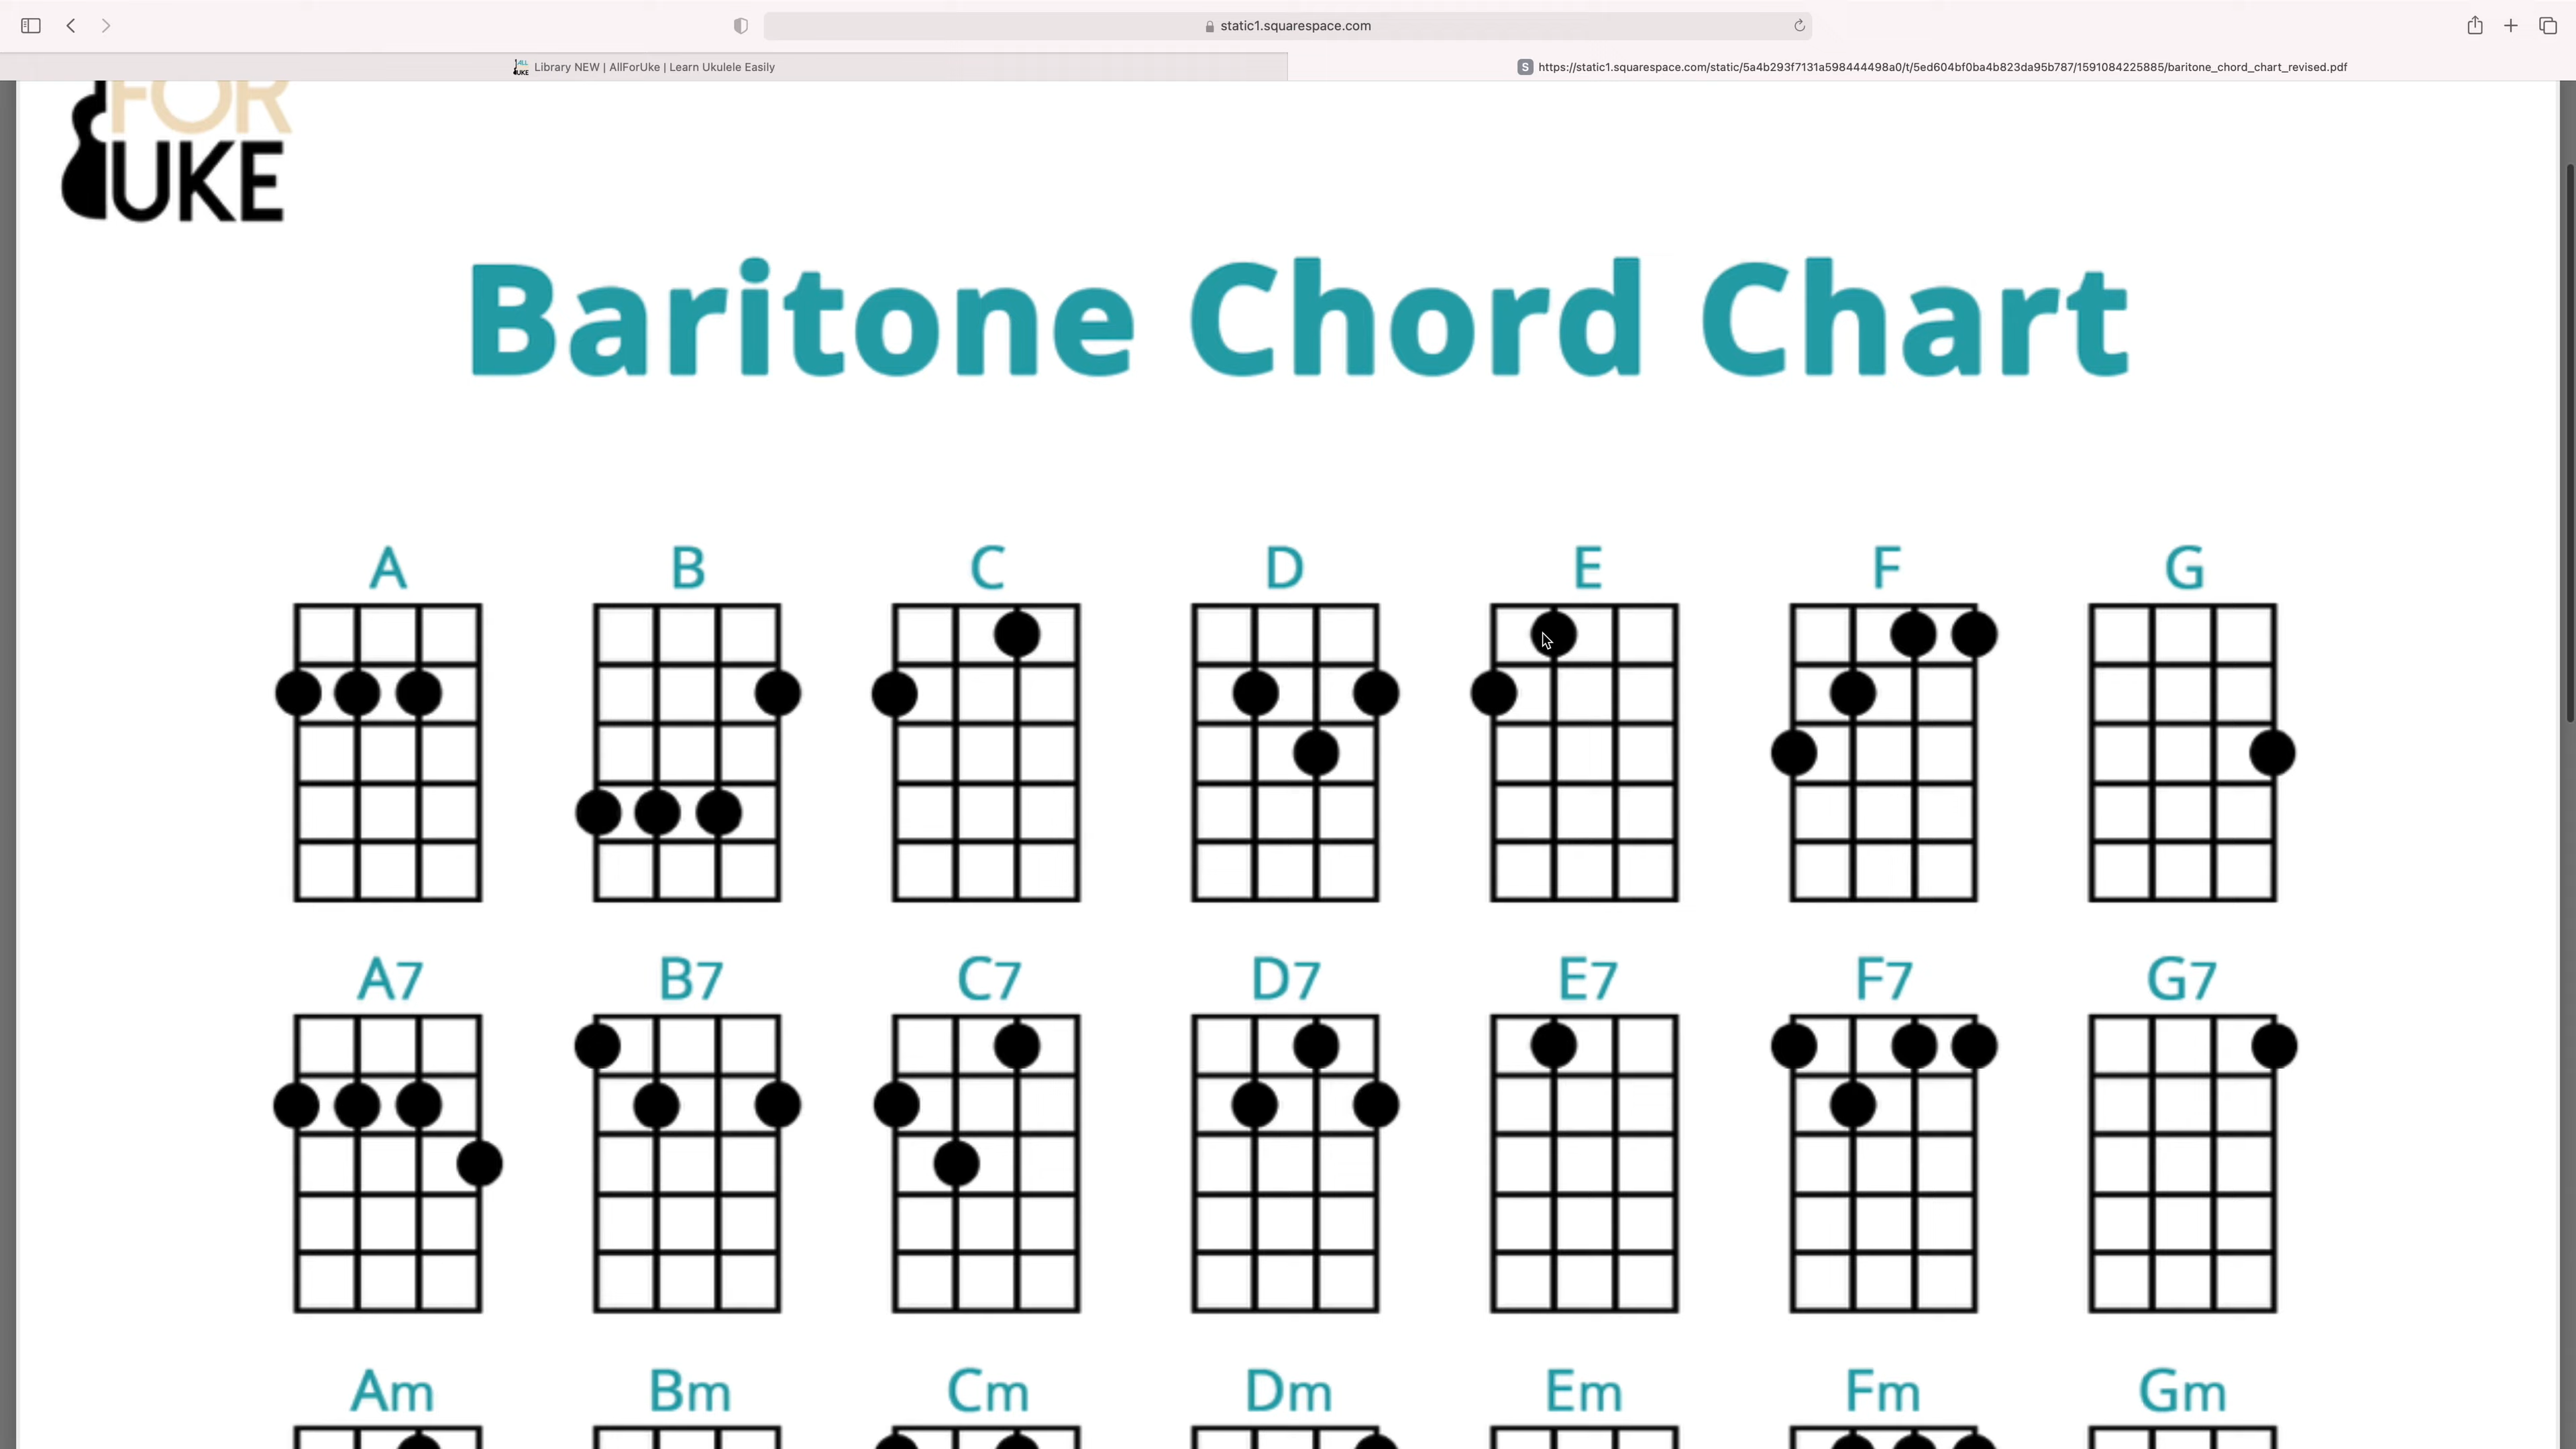 static1.squarespace.com
Library NEW | AllForUke | Learn Ukulele Easily
S https://static1.squarespace.com/static/5a4b293f7131a598444498a0/t/5ed604bf0ba4b823da95b787/1591084225885/baritone_chord_chart_revised.pdf
FOR
UKE
Baritone Chord Chart
A B C D E F G
A7 B7 C7 D7 E7 F7 G7
Am Bm Cm Dm Em Fm Gm